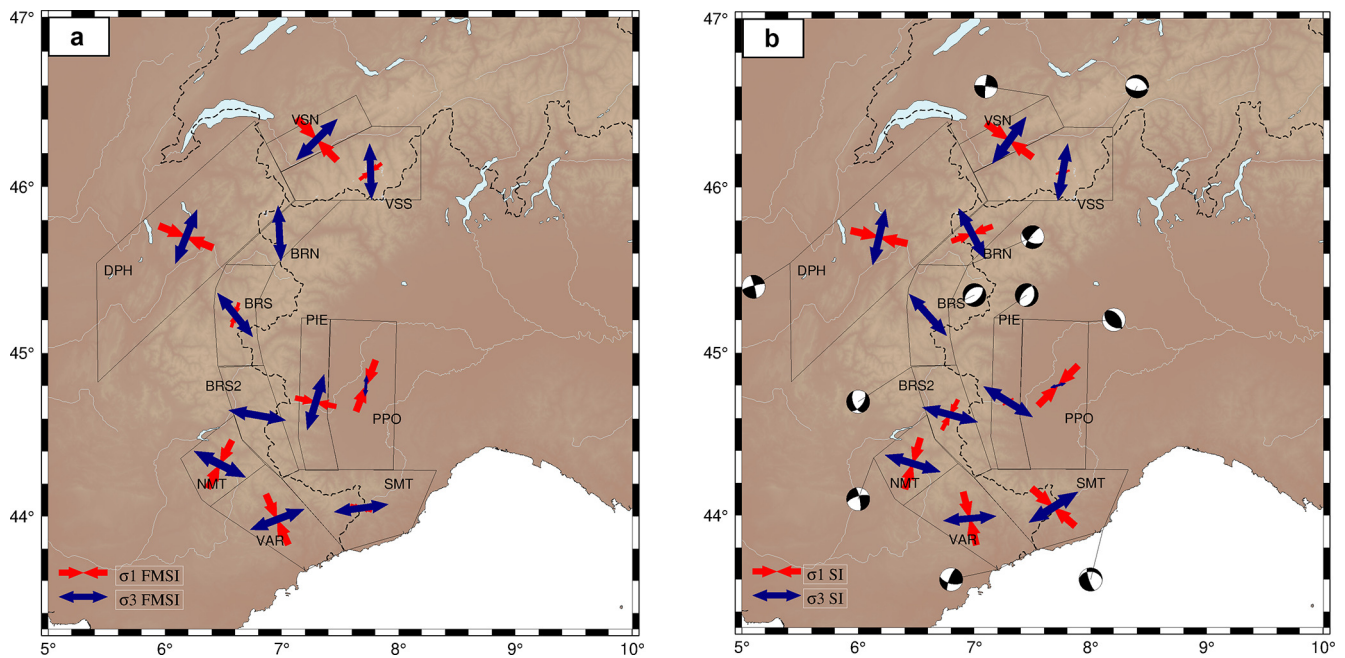 a
47°
46°
45°
44°
5°
6°
7°
8°
9°
10°
VSN
VSS
BRN
DPH
BRS
PIE
BRS2
PPO
NMT
SMT
VAR
σ1 FMSI
σ3 FMSI
b
47°
46°
45°
44°
5°
6°
7°
8°
9°
10°
VSN
VSS
BRN
DPH
BRS
PIE
BRS2
PPO
NMT
SMT
VAR
σ1 SI
σ3 SI